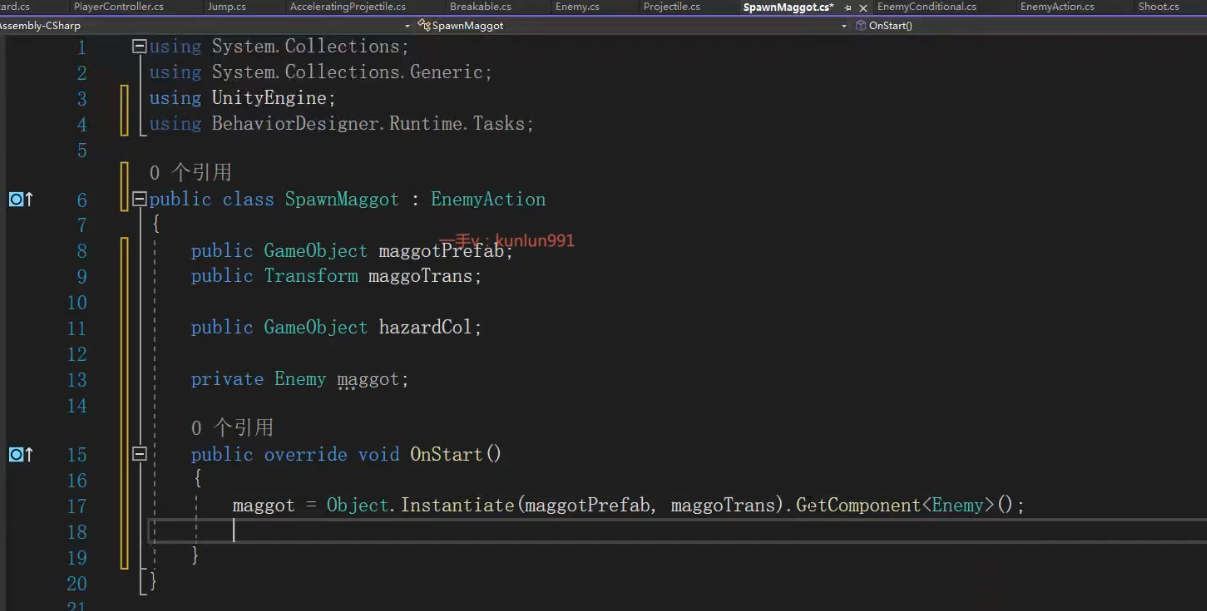 zard.cs PlayerController.cs Jump.cs AcceleratingProjectile.cs Breakable.cs Enemy.cs Projectile.cs SpawnMaggot.cs* EnemyConditional.cs EnemyAction.cs Shoot.cs
Assembly-CSharp SpawnMaggot OnStart()
1 using System.Collections;
2 using System.Collections.Generic;
3 using UnityEngine;
4 using BehaviorDesigner.Runtime.Tasks;
5
0 个引用
6 public class SpawnMaggot : EnemyAction
7 {
一手v：kunlun991
8 public GameObject maggotPrefab;
9 public Transform maggoTrans;
10
11 public GameObject hazardCol;
12
13 private Enemy maggot;
14
0 个引用
15 public override void OnStart()
16 {
17 maggot = Object.Instantiate(maggotPrefab, maggoTrans).GetComponent<Enemy>();
18
19 }
20 }
21